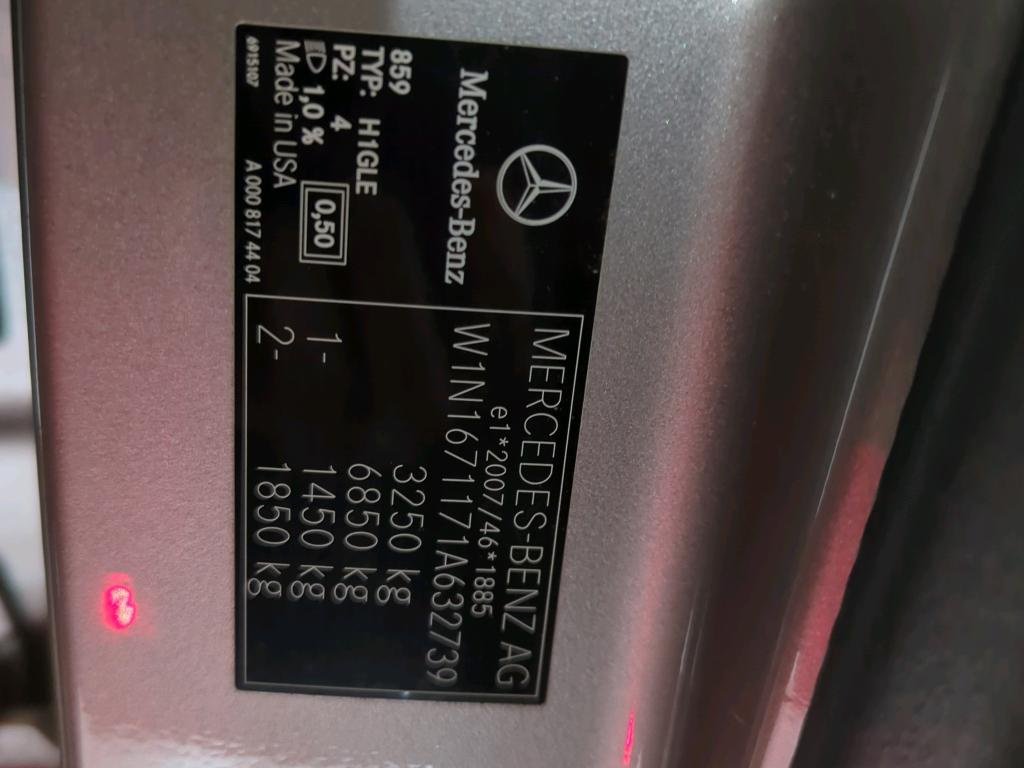 Mercedes-Benz
859
TYP: H1GLE
PZ: 4
1,0 %
0,50
Made in USA
6915107
A 000 817 44 04
MERCEDES-BENZ AG
e1*2007/46*1885
W1N1671171A632739
3250 kg
6850 kg
1- 1450 kg
2- 1850 kg